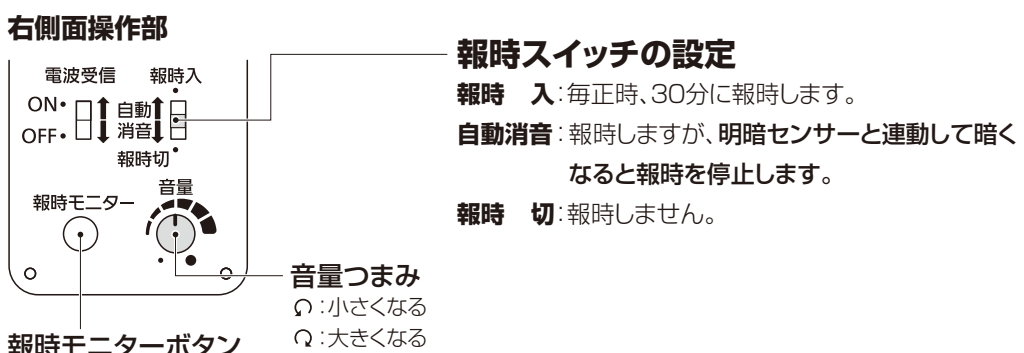 右側面操作部
電波受信 報時入
ON
OFF
自動
消音
報時切
報時モニター
音量
報時スイッチの設定
報時 入:毎正時、30分に報時します。
自動消音:報時しますが、明暗センサーと連動して暗く
なると報時を停止します。
報時 切:報時しません。
音量つまみ
:小さくなる
:大きくなる
報時モニターボタン